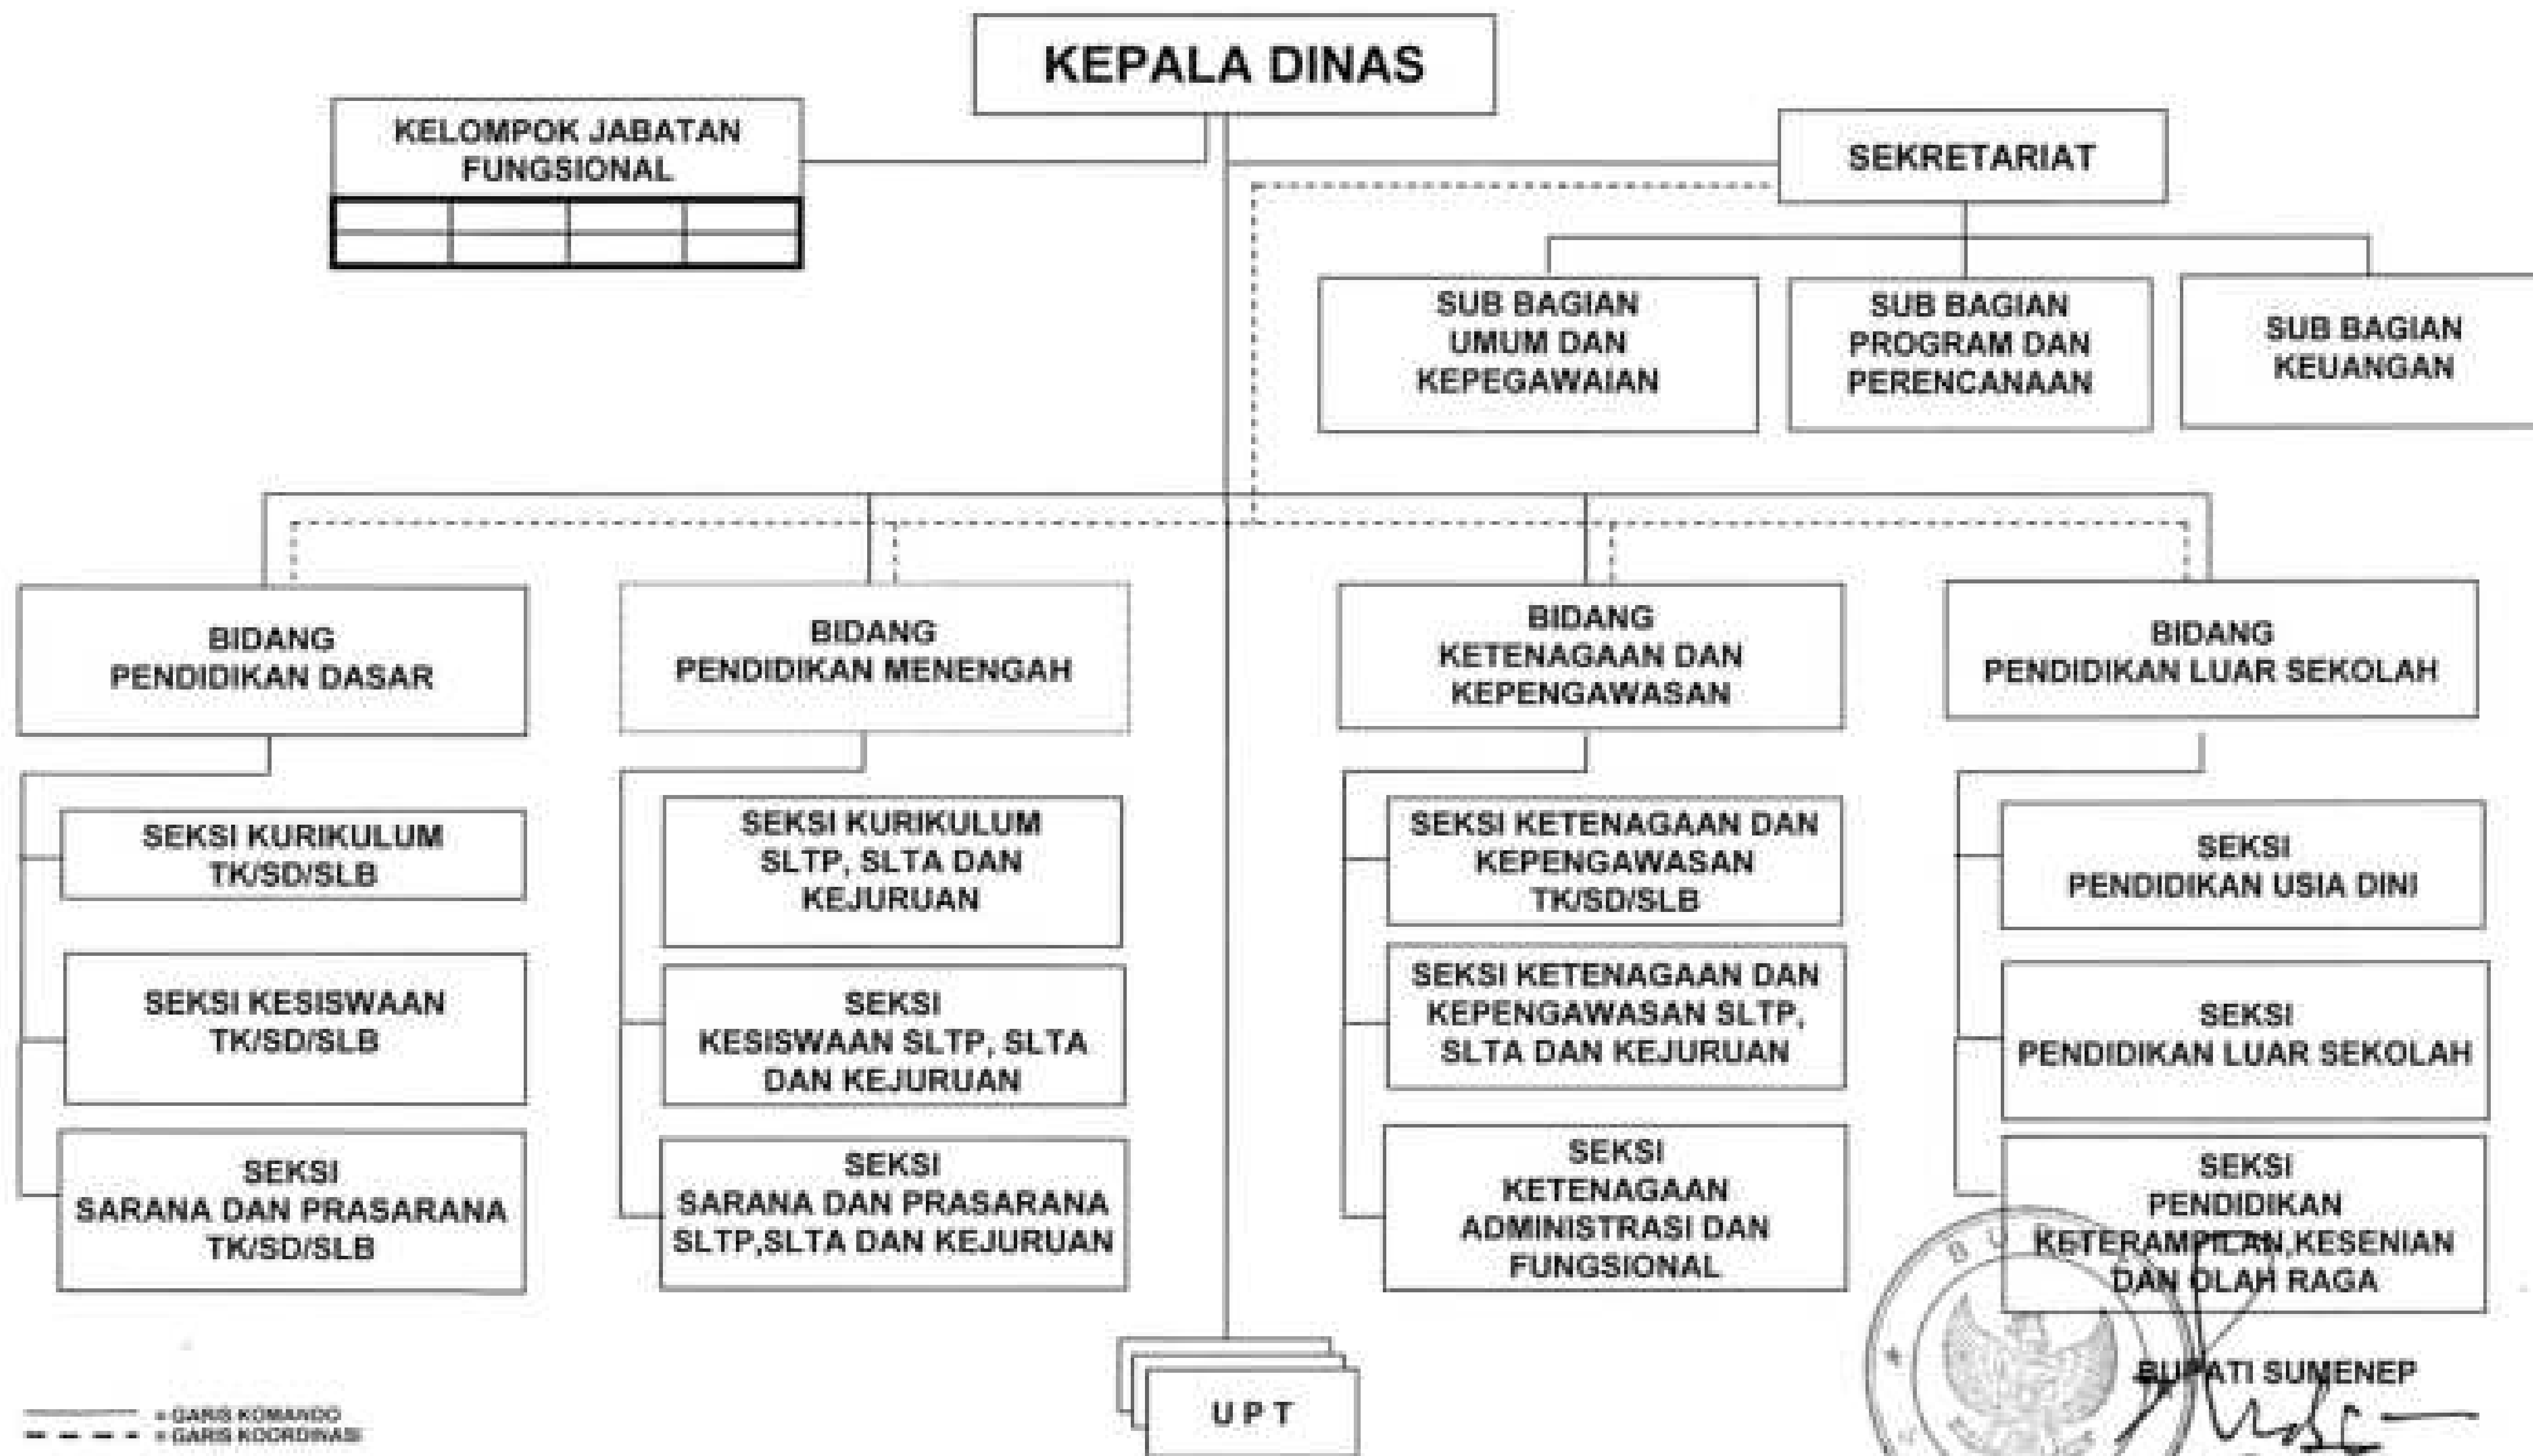 KEPALA DINAS
KELOMPOK JABATAN
FUNGSIONAL
SEKRETARIAT
SUB BAGIAN
UMUM DAN
KEPEGAWAIAN
SUB BAGIAN
PROGRAM DAN
PERENCANAAN
SUB BAGIAN
KEUANGAN
BIDANG
PENDIDIKAN DASAR
BIDANG
PENDIDIKAN MENENGAH
BIDANG
KETENAGAAN DAN
KEPENGAWASAN
BIDANG
PENDIDIKAN LUAR SEKOLAH
SEKSI KURIKULUM
TK/SD/SLB
SEKSI KESISWAAN
TK/SD/SLB
SEKSI
SARANA DAN PRASARANA
TK/SD/SLB
SEKSI KURIKULUM
SLTP, SLTA DAN
KEJURUAN
SEKSI
KESISWAAN SLTP, SLTA
DAN KEJURUAN
SEKSI
SARANA DAN PRASARANA
SLTP,SLTA DAN KEJURUAN
SEKSI KETENAGAAN DAN
KEPENGAWASAN
TK/SD/SLB
SEKSI KETENAGAAN DAN
KEPENGAWASAN SLTP,
SLTA DAN KEJURUAN
SEKSI
KETENAGAAN
ADMINISTRASI DAN
FUNGSIONAL
SEKSI
PENDIDIKAN USIA DINI
SEKSI
PENDIDIKAN LUAR SEKOLAH
SEKSI
PENDIDIKAN
KETERAMPILAN,KESENIAN
DAN OLAH RAGA
U P T
= GARIS KOMANDO
= GARIS KOORDINASI
BUPATI SUMENEP